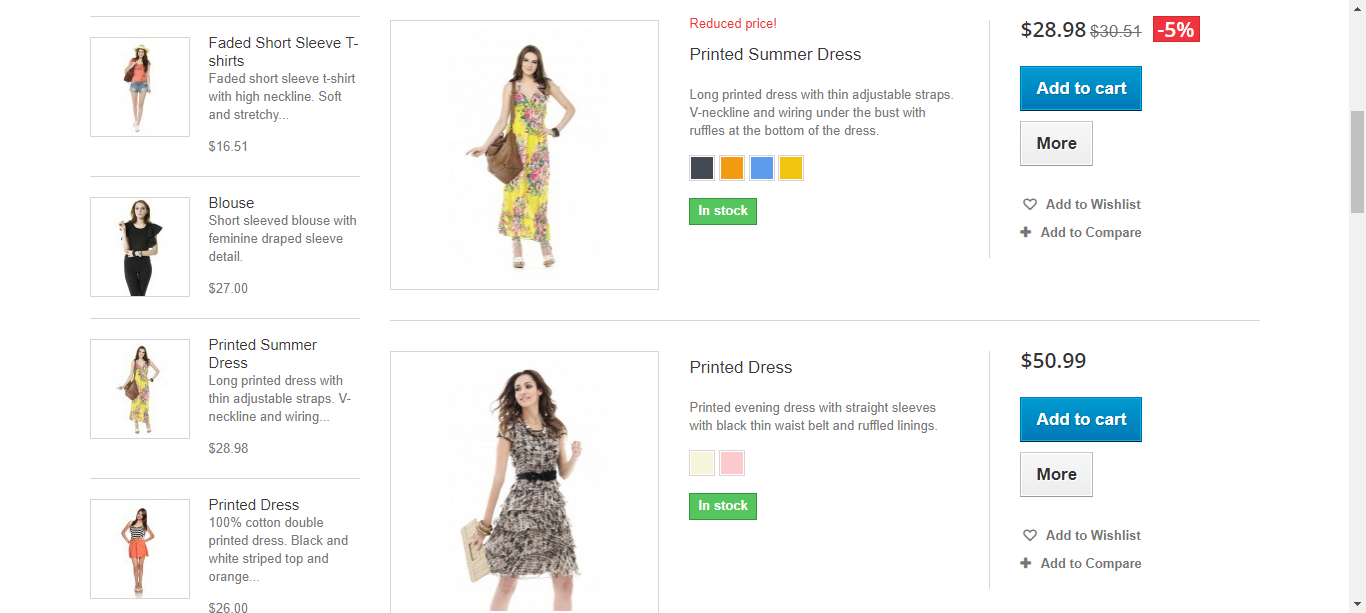 Faded Short Sleeve T-
shirts
Faded short sleeve t-shirt
with high neckline. Soft
and stretchy...
$16.51
Blouse
Short sleeved blouse with
feminine draped sleeve
detail.
$27.00
Printed Summer
Dress
Long printed dress with
thin adjustable straps. V-
neckline and wiring...
$28.98
Printed Dress
100% cotton double
printed dress. Black and
white striped top and
orange...
$26.00
Reduced price!
Printed Summer Dress
Long printed dress with thin adjustable straps.
V-neckline and wiring under the bust with
ruffles at the bottom of the dress.
In stock
$28.98 $30.51 -5%
Add to cart
More
Add to Wishlist
Add to Compare
Printed Dress
Printed evening dress with straight sleeves
with black thin waist belt and ruffled linings.
In stock
$50.99
Add to cart
More
Add to Wishlist
Add to Compare